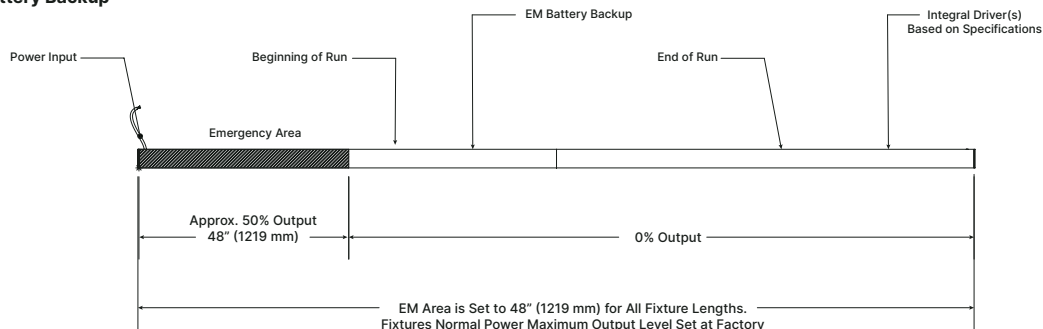 Battery Backup
EM Battery Backup
Integral Driver(s)
Based on Specifications
Power Input
Beginning of Run
End of Run
Emergency Area
Approx. 50% Output
48” (1219 mm)
0% Output
EM Area is Set to 48” (1219 mm) for All Fixture Lengths.
Fixtures Normal Power Maximum Output Level Set at Factory